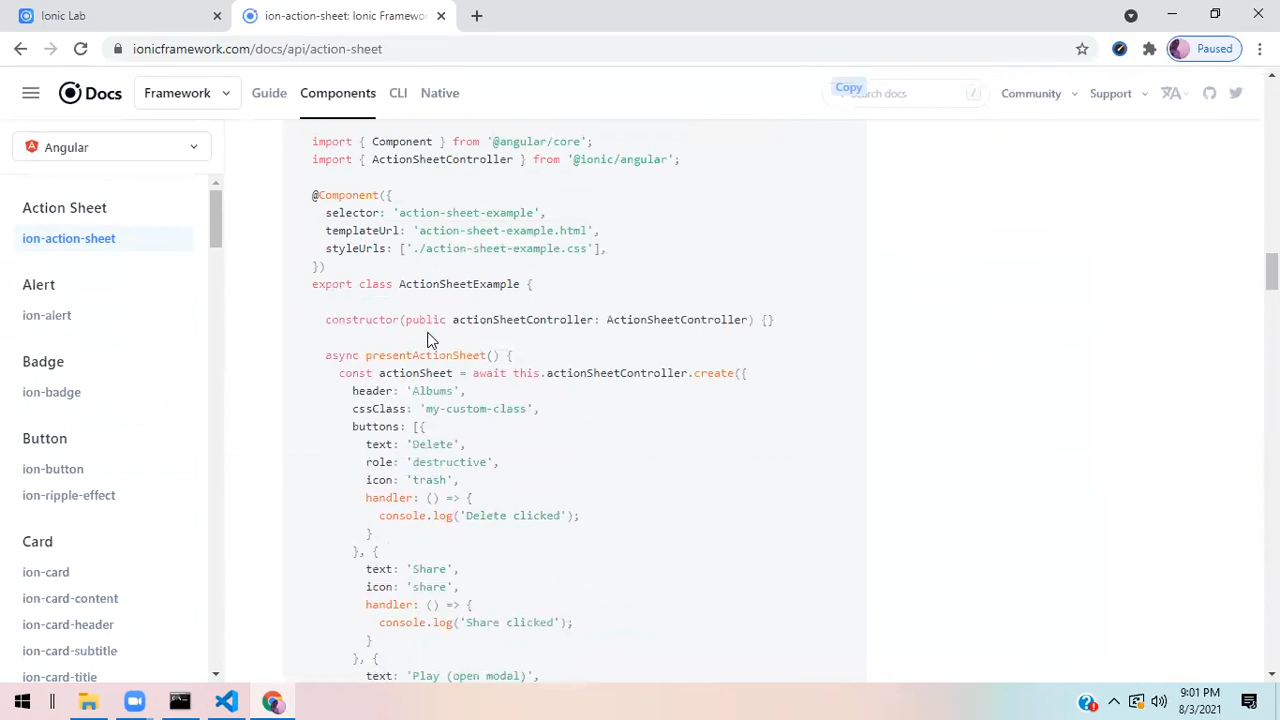 Ionic Lab
ion-action-sheet: Ionic Framewor
ionicframework.com/docs/api/action-sheet
Paused
Docs
Framework
Guide
Components
CLI
Native
Copy
Search docs
/
Community
Support
Angular
Action Sheet
ion-action-sheet
Alert
ion-alert
Badge
ion-badge
Button
ion-button
ion-ripple-effect
Card
ion-card
ion-card-content
ion-card-header
ion-card-subtitle
ion-card-title
import { Component } from '@angular/core';
import { ActionSheetController } from '@ionic/angular';
@Component({
selector: 'action-sheet-example',
templateUrl: 'action-sheet-example.html',
styleUrls: ['./action-sheet-example.css'],
})
export class ActionSheetExample {
constructor(public actionSheetController: ActionSheetController) {}
async presentActionSheet() {
const actionSheet = await this.actionSheetController.create({
header: 'Albums',
cssClass: 'my-custom-class',
buttons: [{
text: 'Delete',
role: 'destructive',
icon: 'trash',
handler: () => {
console.log('Delete clicked');
}
}, {
text: 'Share',
icon: 'share',
handler: () => {
console.log('Share clicked');
}
}, {
text: 'Play (open modal)',
9:01 PM
8/3/2021